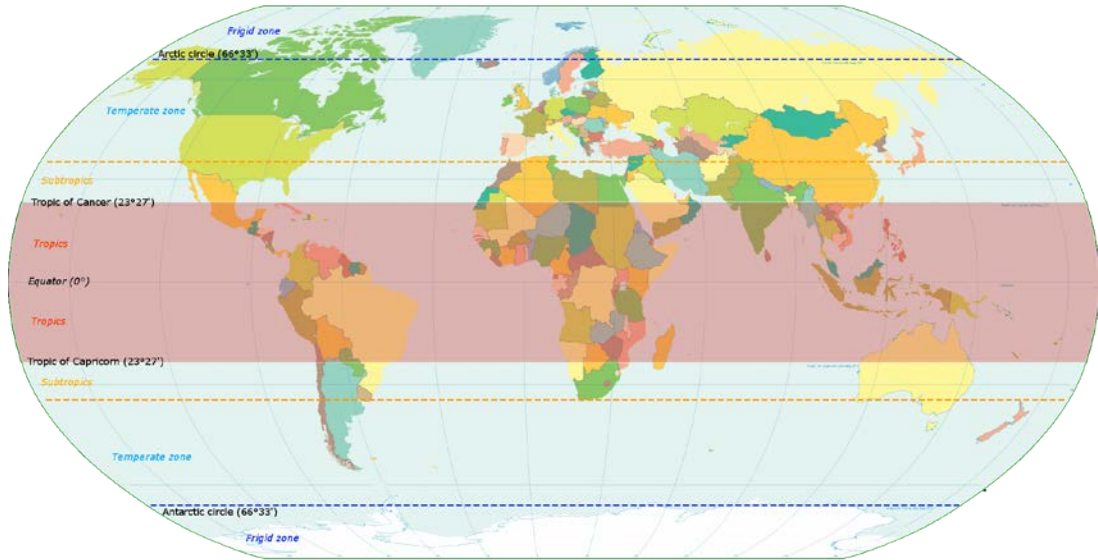 Frigid zone
Arctic circle (66°33')
Temperate zone
Subtropics
Tropic of Cancer (23°27')
Tropics
Equator (0º)
Tropics
Tropic of Capricorn (23°27')
Subtropics
Temperate zone
Antarctic circle (66°33')
Frigid zone